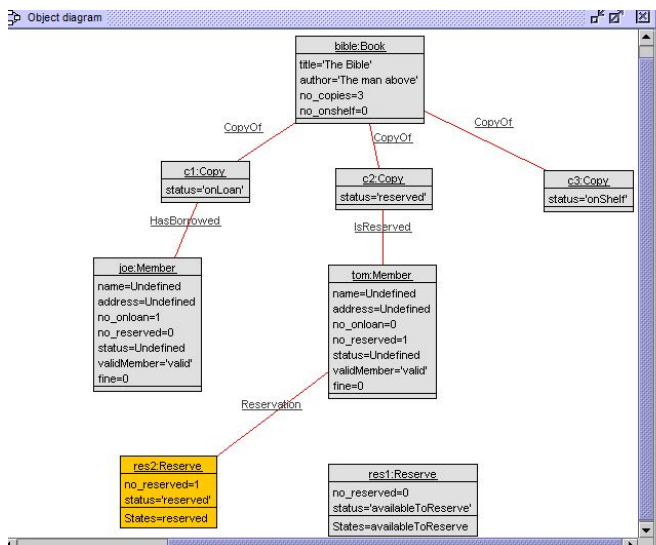 Object diagram
bible:Book
title='The Bible'
author='The man above'
no_copies=3
no_onshelf=0
CopyOf
CopyOf
CopyOf
c1:Copy
status='onLoan'
c2:Copy
status='reserved'
c3:Copy
status='onShelf'
HasBorrowed
IsReserved
joe:Member
name=Undefined
address=Undefined
no_onloan=1
no_reserved=0
status=Undefined
validMember='valid'
fine=0
tom:Member
name=Undefined
address=Undefined
no_onloan=0
no_reserved=1
status=Undefined
validMember='valid'
fine=0
Reservation
res2:Reserve
no_reserved=1
status='reserved'
States=reserved
res1:Reserve
no_reserved=0
status='availableToReserve'
States=availableToReserve